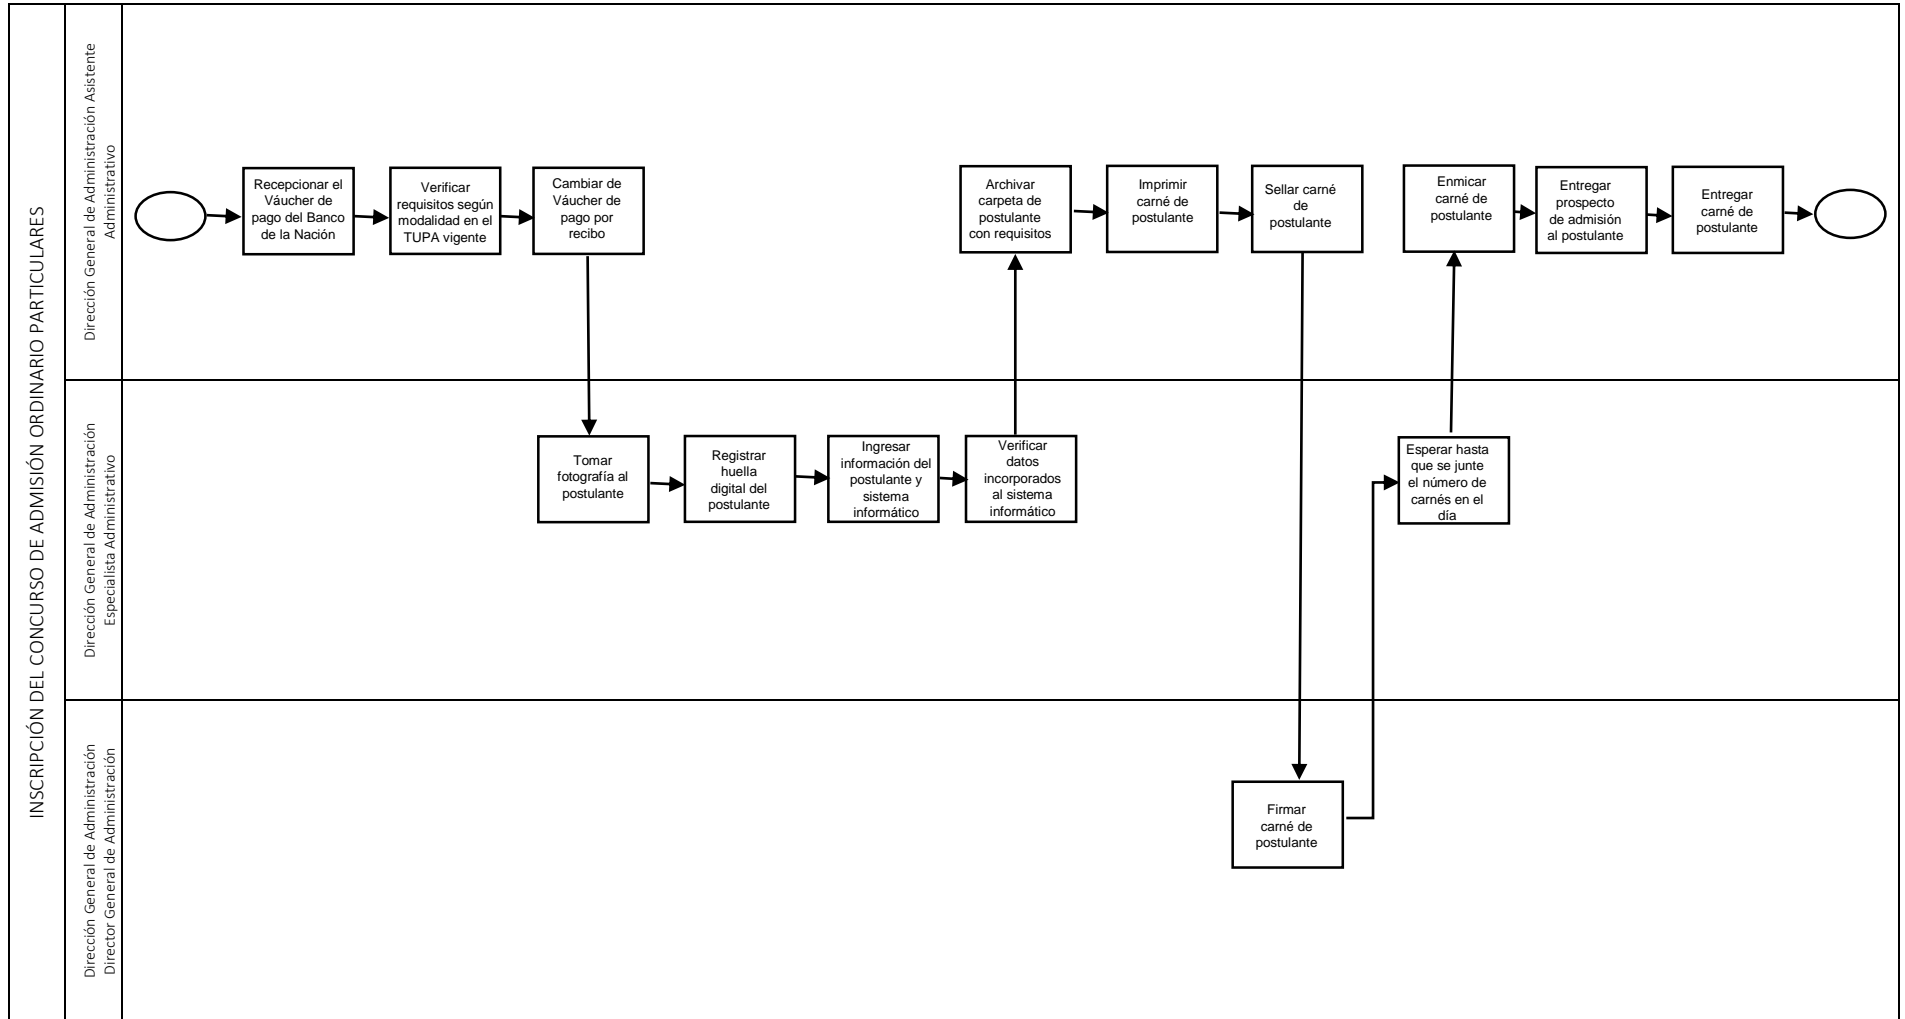 INSCRIPCIÓN DEL CONCURSO DE ADMISIÓN ORDINARIO PARTICULARES
Dirección General de Administración Asistente
Administrativo
Recepcionar el
Váucher de
pago del Banco
de la Nación
Verificar
requisitos según
modalidad en el
TUPA vigente
Cambiar de
Váucher de
pago por
recibo
Archivar
carpeta de
postulante
con requisitos
Imprimir
carné de
postulante
Sellar carné
de
postulante
Enmicar
carné de
postulante
Entregar
prospecto
de admisión
al postulante
Entregar
carné de
postulante
Dirección General de Administración
Especialista Administrativo
Tomar
fotografía al
postulante
Registrar
huella
digital del
postulante
Ingresar
información del
postulante y
sistema
informático
Verificar
datos
incorporados
al sistema
informático
Esperar hasta
que se junte
el número de
carnés en el
día
Dirección General de Administración
Director General de Administración
Firmar
carné de
postulante